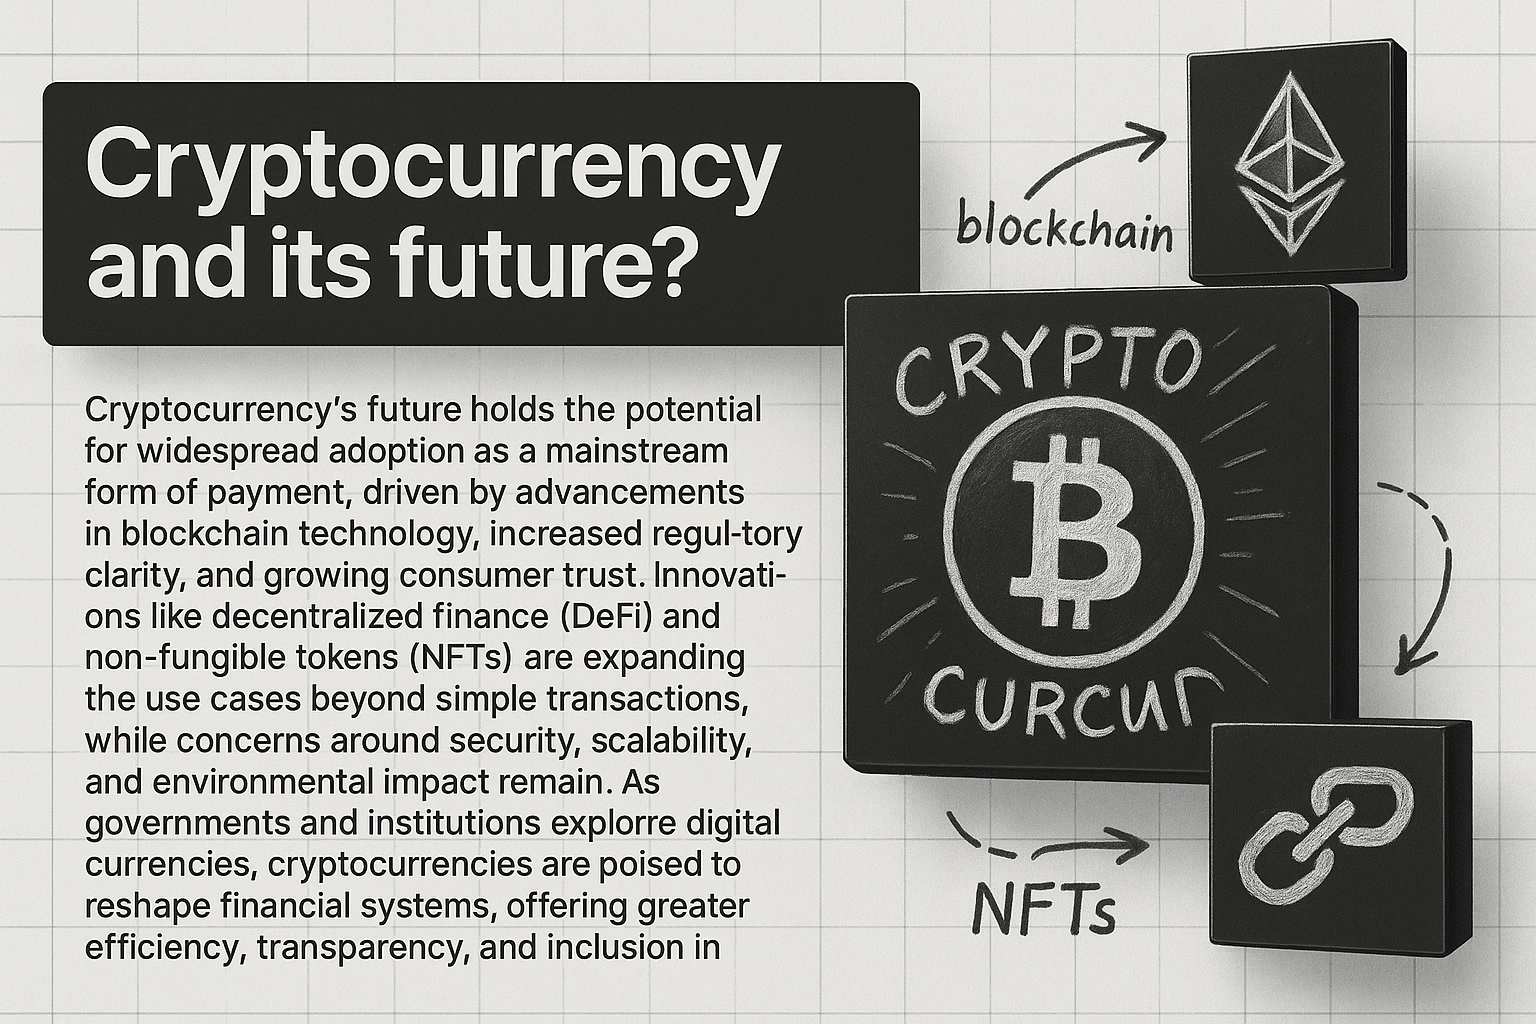 Cryptocurrency
and its future?
Cryptocurrency’s future holds the potential
for widespread adoption as a mainstream
form of payment, driven by advancements
in blockchain technology, increased regul-tory
clarity, and growing consumer trust. Innovati-
ons like decentralized finance (DeFi) and
non-fungible tokens (NFTs) are expanding
the use cases beyond simple transactions,
while concerns around security, scalability,
and environmental impact remain. As
governments and institutions explorre digital
currencies, cryptocurrencies are poised to
reshape financial systems, offering greater
efficiency, transparency, and inclusion in
blockchain
CRYPTO
CURCUR
NFTs